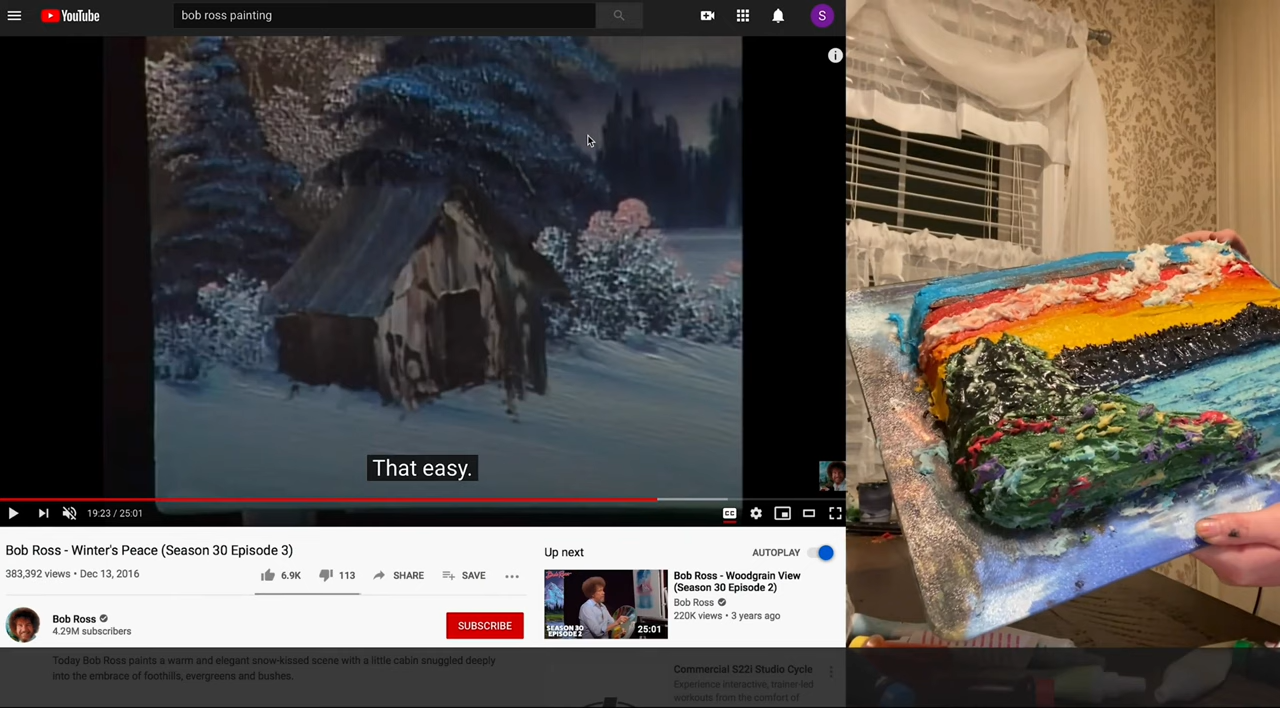 YouTube
bob ross painting
S
That easy.
19:23 / 25:01
CC
Bob Ross - Winter's Peace (Season 30 Episode 3)
383,392 views • Dec 13, 2016
6.9K
113
SHARE
SAVE
Bob Ross
4.29M subscribers
SUBSCRIBE
Today Bob Ross paints a warm and elegant snow-kissed scene with a little cabin snuggled deeply
into the embrace of foothills, evergreens and bushes.
Up next
AUTOPLAY
SEASON 30
EPISODE 2
25:01
Bob Ross - Woodgrain View
(Season 30 Episode 2)
Bob Ross
220K views • 3 years ago
Commercial S22i Studio Cycle
Experience interactive, trainer-led
workouts from the comfort of